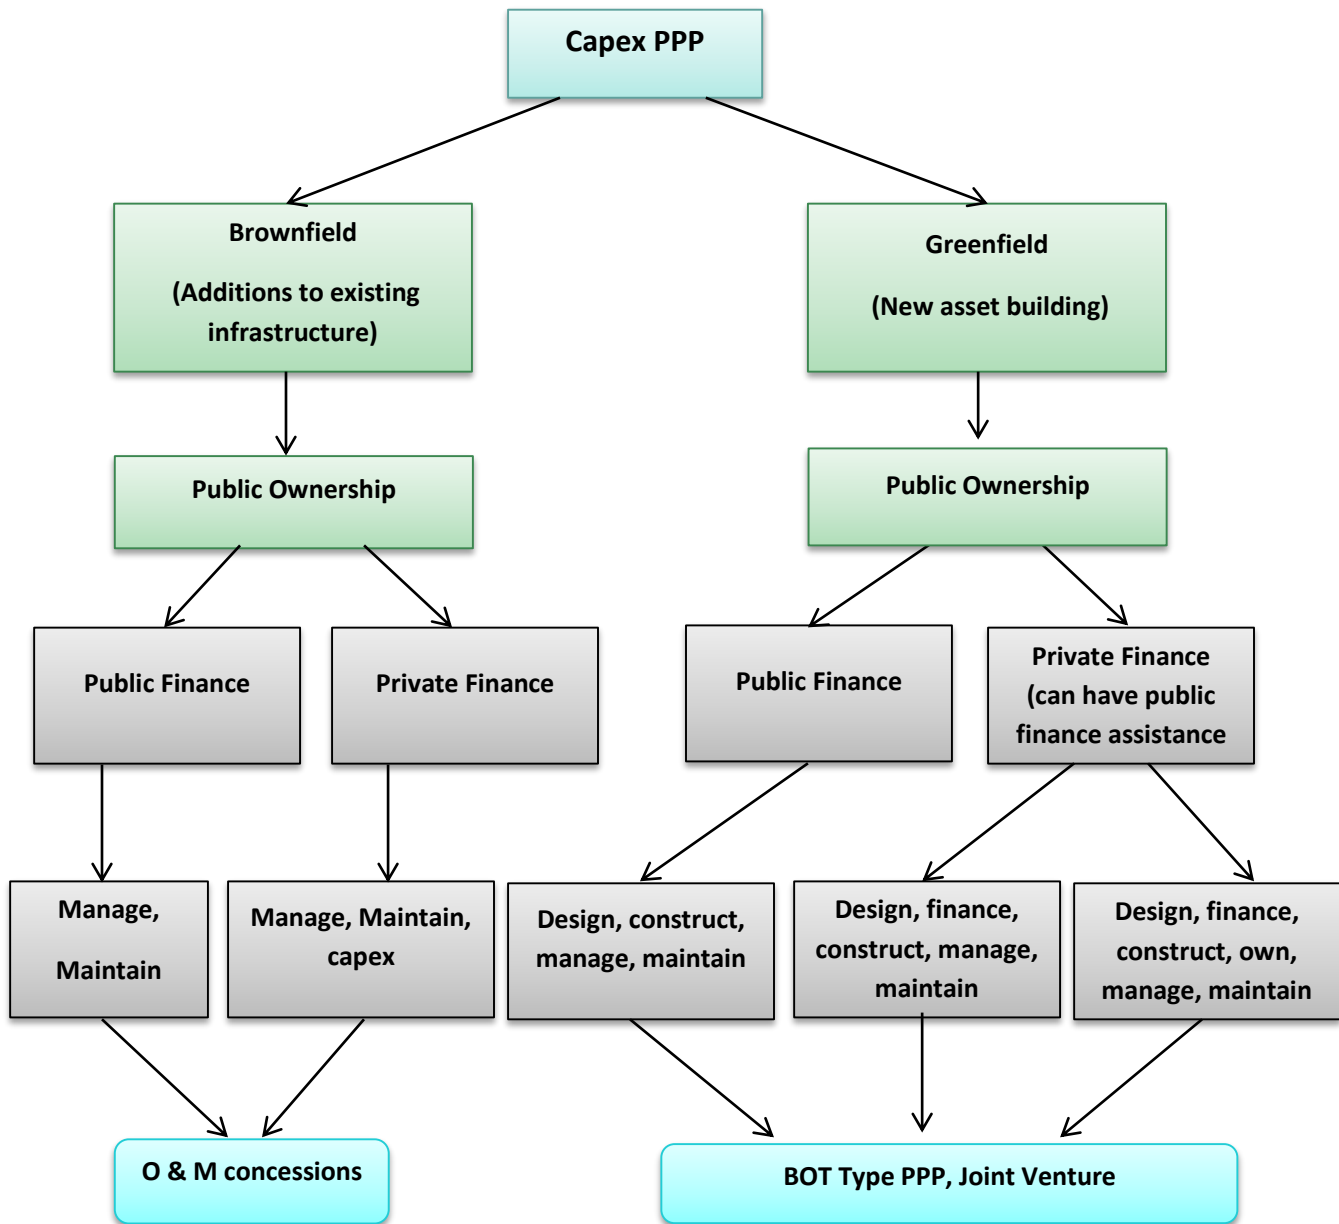 Capex PPP
Brownfield
(Additions to existing
infrastructure)
Greenfield
(New asset building)
Public Ownership
Public Ownership
Public Finance
Private Finance
Public Finance
Private Finance
(can have public
finance assistance
Manage,
Maintain
Manage, Maintain,
capex
Design, construct,
manage, maintain
Design, finance,
construct, manage,
maintain
Design, finance,
construct, own,
manage, maintain
O & M concessions
BOT Type PPP, Joint Venture